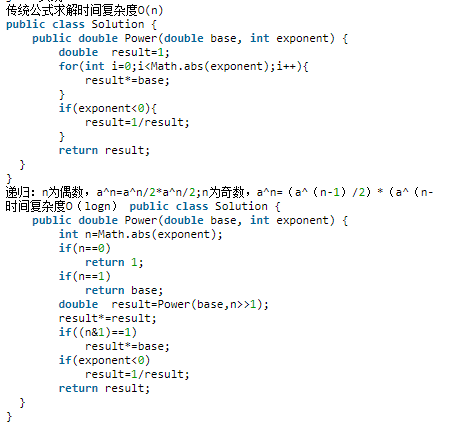 传统公式求解时间复杂度O(n)
public class Solution {
    public double Power(double base, int exponent) {
        double  result=1;
        for(int i=0;i<Math.abs(exponent);i++){
            result*=base;
        }
        if(exponent<0){
            result=1/result;
        }
        return result;
  }
}
递归：n为偶数，a^n=a^n/2*a^n/2;n为奇数，a^n=（a^（n-1）/2）*（a^（n-
时间复杂度O（logn） public class Solution {
    public double Power(double base, int exponent) {
        int n=Math.abs(exponent);
        if(n==0)
            return 1;
        if(n==1)
            return base;
        double  result=Power(base,n>>1);
        result*=result;
        if((n&1)==1)
            result*=base;
        if(exponent<0)
            result=1/result;
        return result;
  }
}